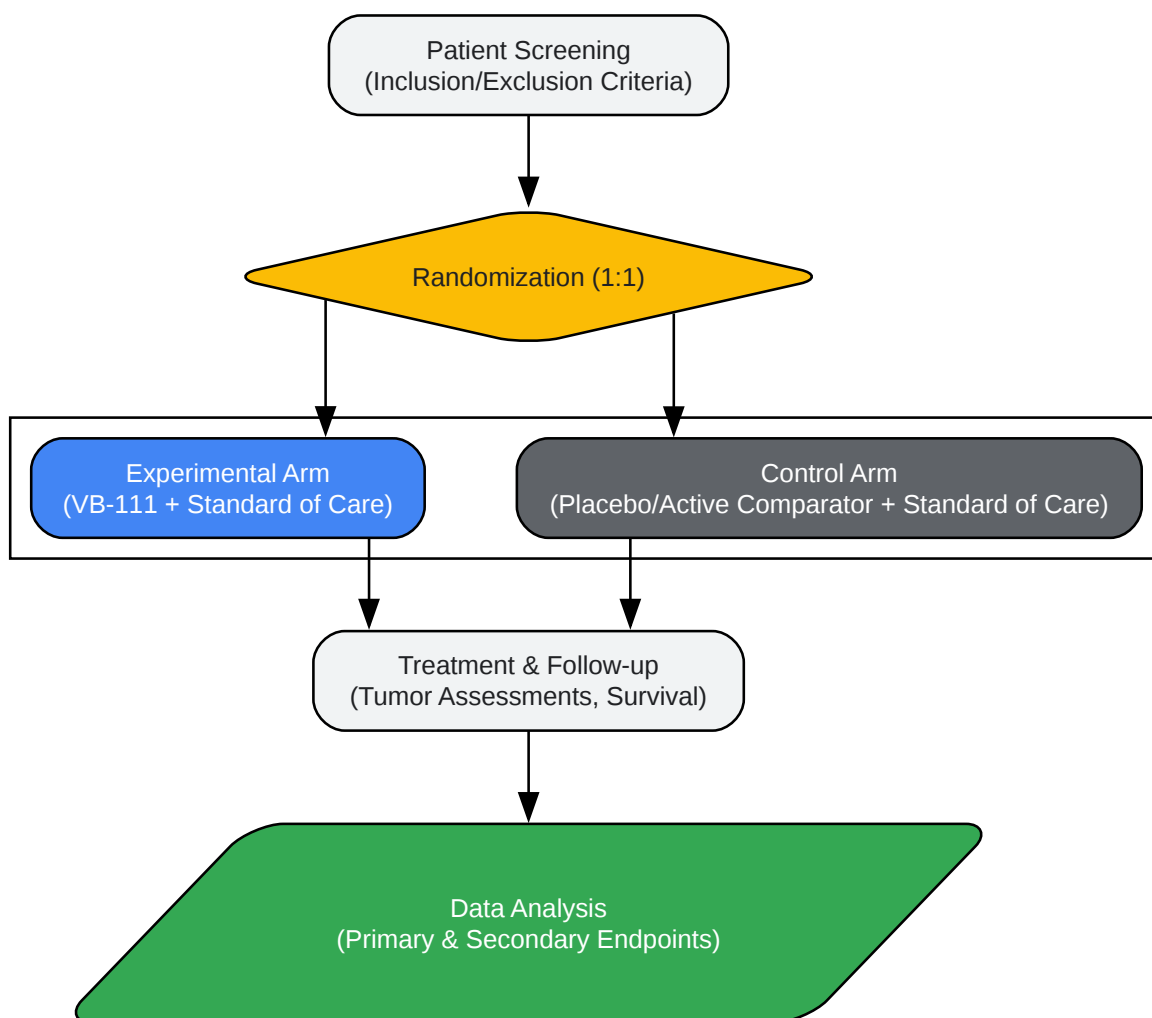 Patient Screening
(Inclusion/Exclusion Criteria)
Randomization (1:1)
Experimental Arm
(VB-111 + Standard of Care)
Control Arm
(Placebo/Active Comparator + Standard of Care)
Treatment & Follow-up
(Tumor Assessments, Survival)
Data Analysis
(Primary & Secondary Endpoints)